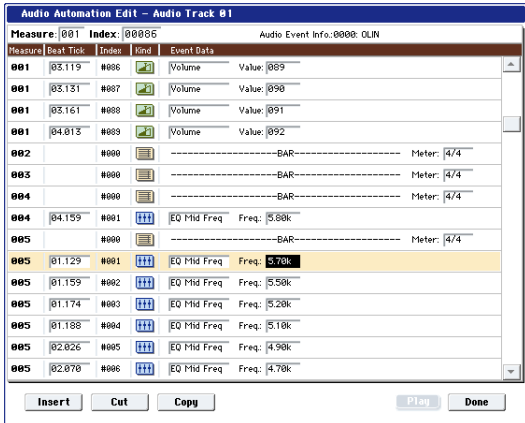 Audio Automation Edit – Audio Track 01
Measure: 001 Index: 00086 Audio Event Info.:0000: OLIN
Measure Beat Tick Index Kind Event Data
001 03.119 #086 Volume Value: 089
001 03.131 #087 Volume Value: 090
001 03.161 #088 Volume Value: 091
001 04.013 #089 Volume Value: 092
002 #000 --------------------BAR-------------------- Meter: 4/4
003 #000 --------------------BAR-------------------- Meter: 4/4
004 #000 --------------------BAR-------------------- Meter: 4/4
004 04.159 #001 EQ Mid Freq Freq.: 5.80k
005 #000 --------------------BAR-------------------- Meter: 4/4
005 01.129 #001 EQ Mid Freq Freq.: 5.70k
005 01.159 #002 EQ Mid Freq Freq.: 5.50k
005 01.174 #003 EQ Mid Freq Freq.: 5.20k
005 01.188 #004 EQ Mid Freq Freq.: 5.10k
005 02.026 #005 EQ Mid Freq Freq.: 4.90k
005 02.070 #006 EQ Mid Freq Freq.: 4.70k
Insert Cut Copy Play Done